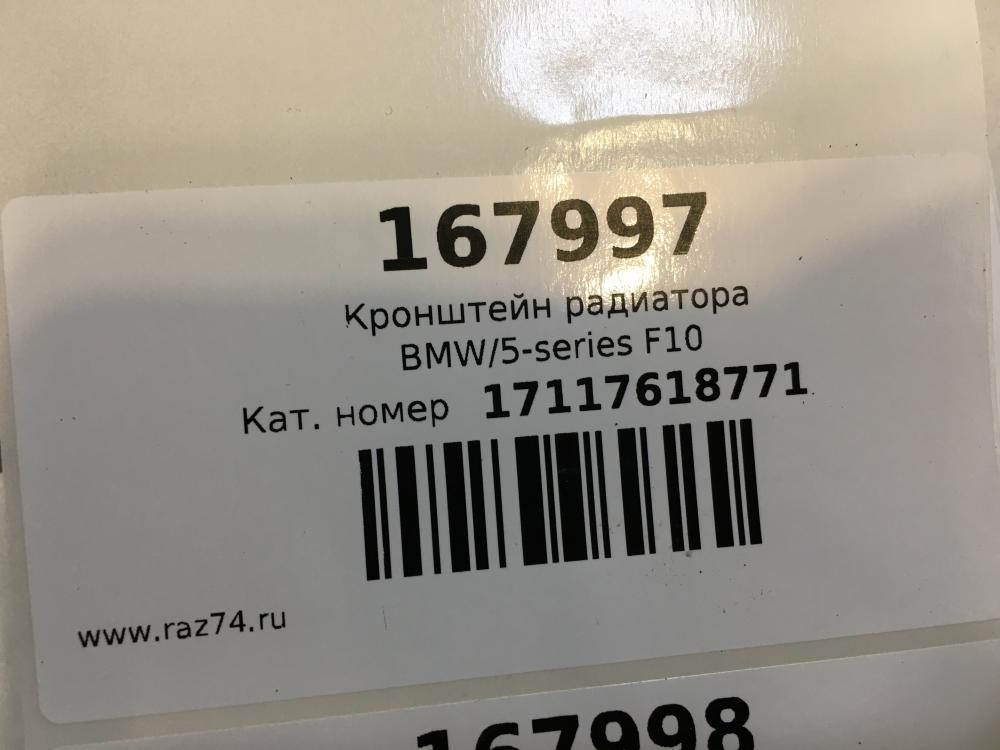 167997
Кронштейн радиатора
BMW/5-series F10
Кат. номер 17117618771
www.raz74.ru
167998